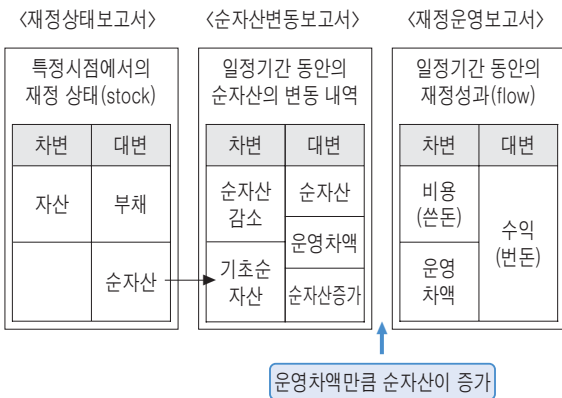 〈재정상태보고서〉
특정시점에서의
재정 상태(stock)
차변 대변
자산 부채
순자산
〈순자산변동보고서〉
일정기간 동안의
순자산의 변동 내역
차변 대변
순자산
감소
기초순
자산
순자산
운영차액
순자산증가
〈재정운영보고서〉
일정기간 동안의
재정성과(flow)
차변 대변
비용
(쓴돈)
운영
차액
수익
(번돈)
운영차액만큼 순자산이 증가